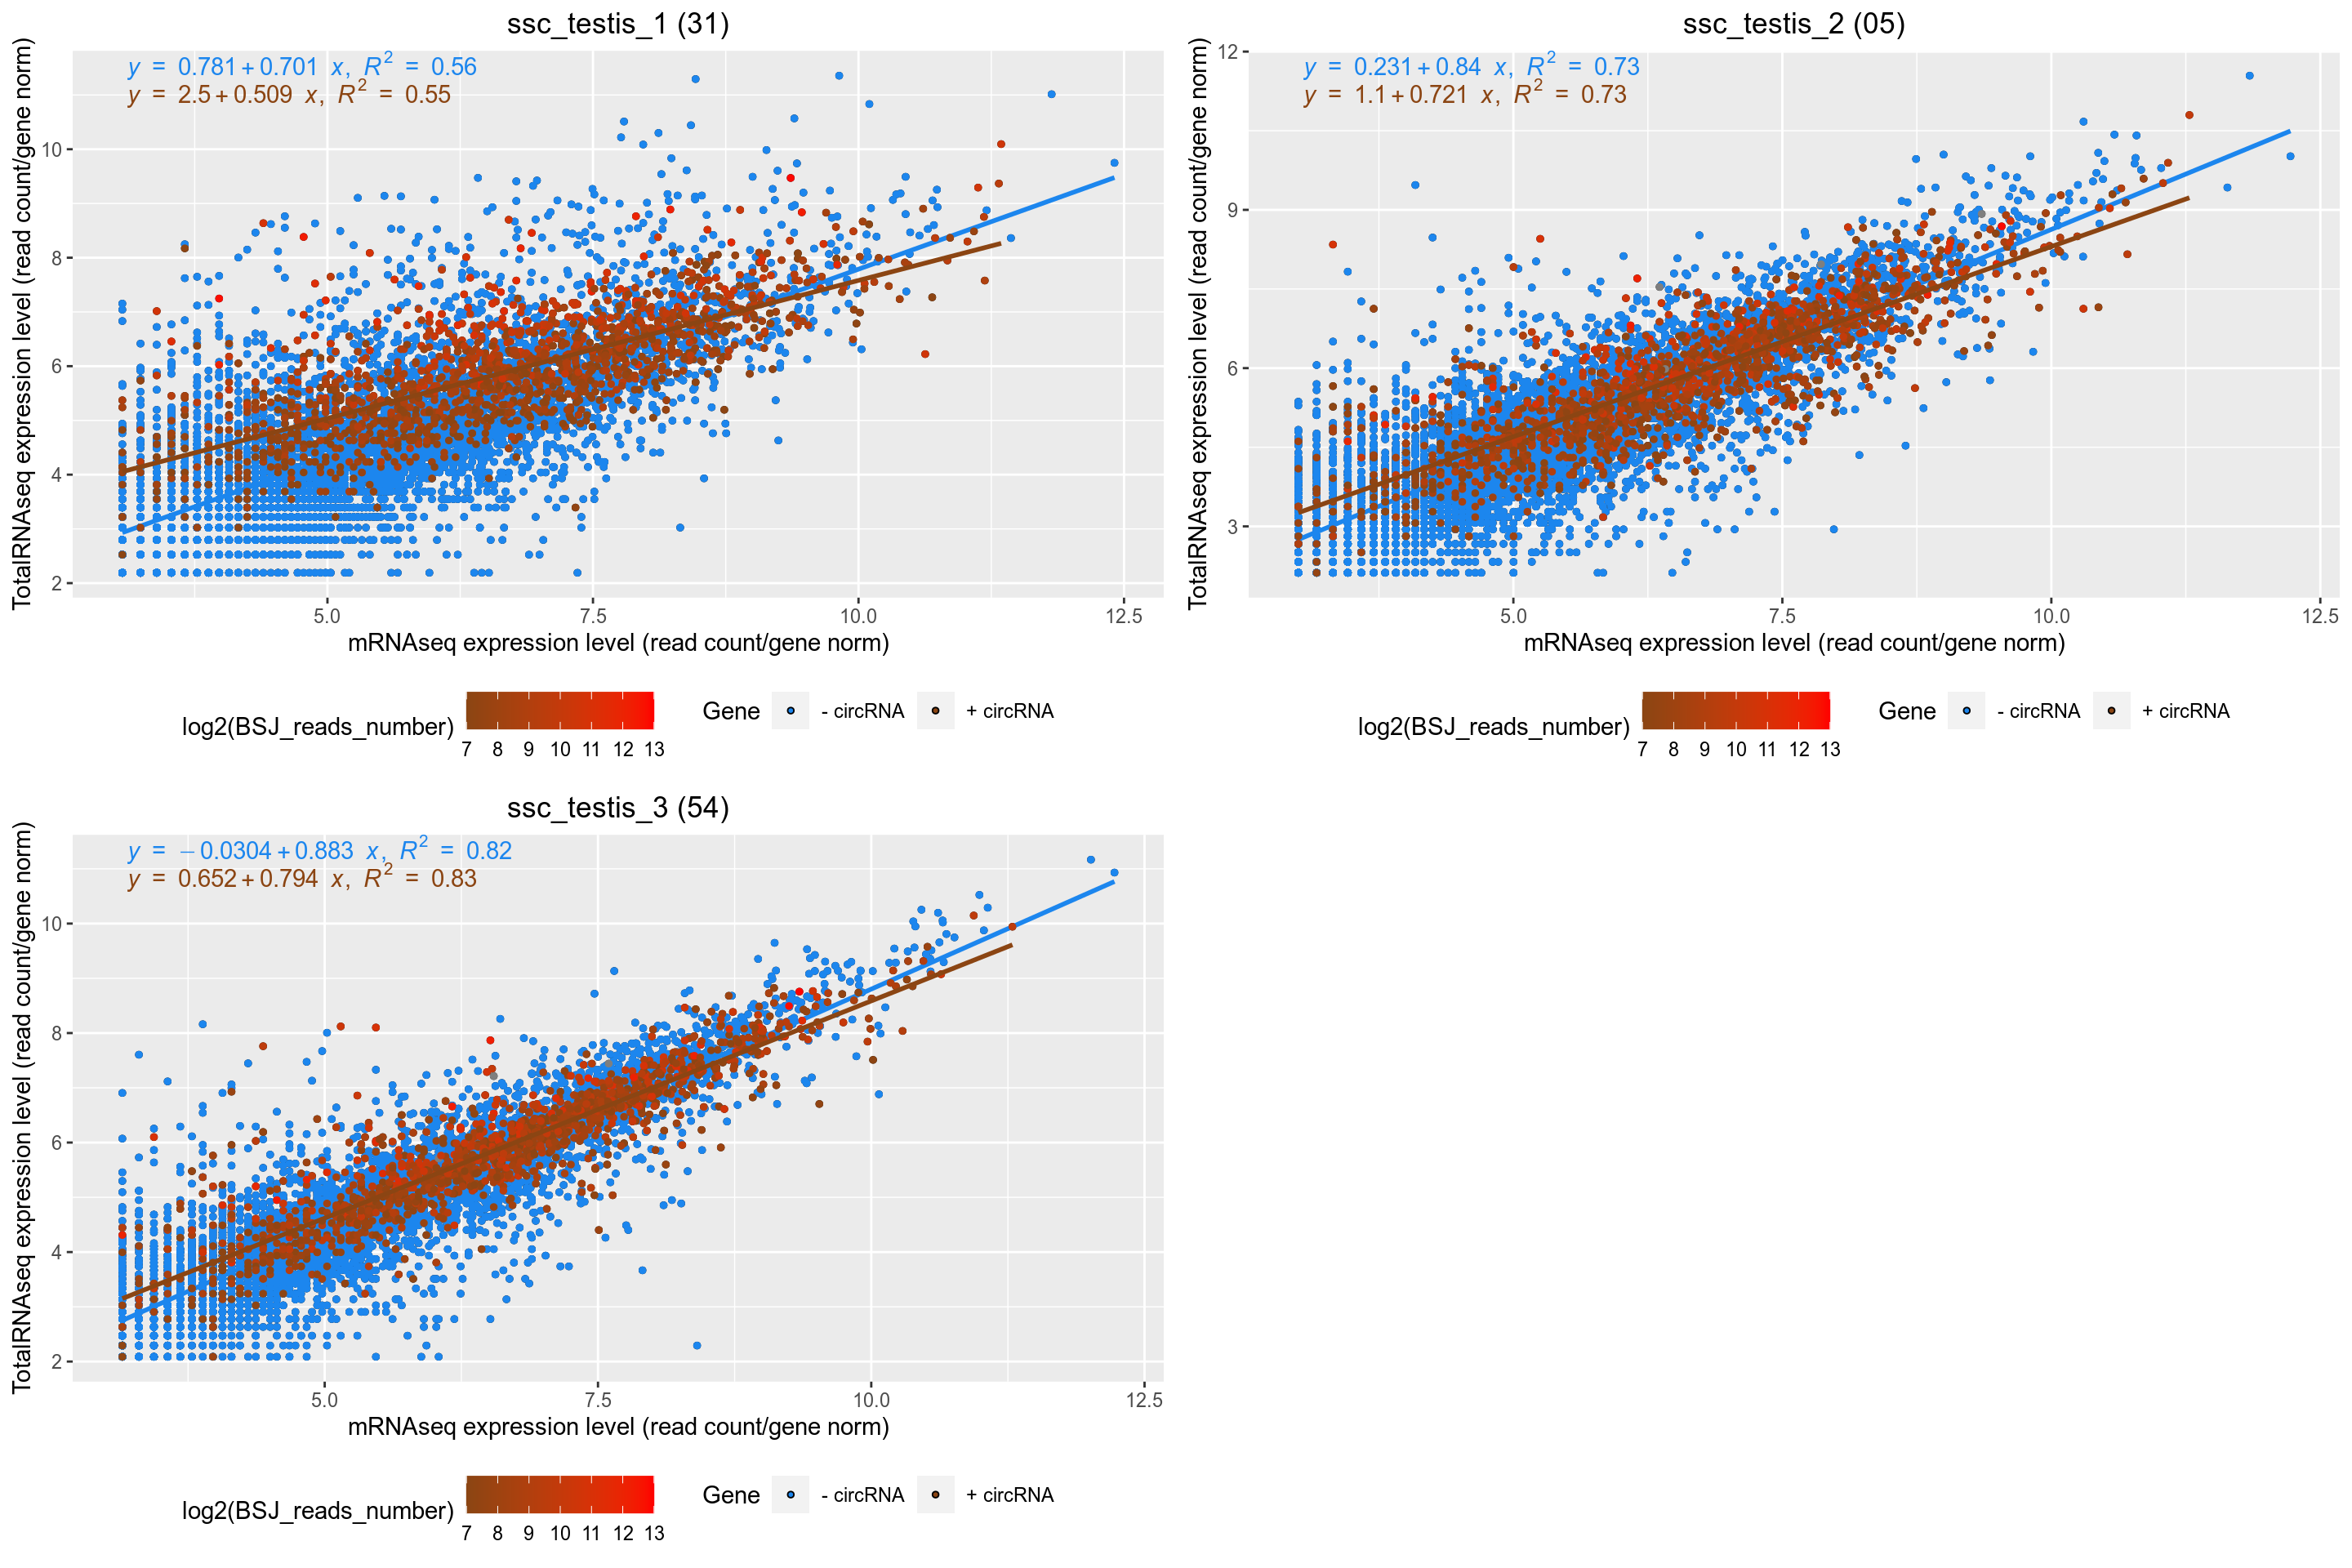 ssc_testis_1 (31)
y = 0.781 + 0.701 x, R² = 0.56
y = 2.5 + 0.509 x, R² = 0.55
TotalRNAseq expression level (read count/gene norm)
10
8
6
4
2
5.0 7.5 10.0 12.5
mRNAseq expression level (read count/gene norm)
log2(BSJ_reads_number)
7 8 9 10 11 12 13
Gene - circRNA + circRNA
ssc_testis_2 (05)
y = 0.231 + 0.84 x, R² = 0.73
y = 1.1 + 0.721 x, R² = 0.73
TotalRNAseq expression level (read count/gene norm)
12
9
6
3
5.0 7.5 10.0 12.5
mRNAseq expression level (read count/gene norm)
log2(BSJ_reads_number)
7 8 9 10 11 12 13
Gene - circRNA + circRNA
ssc_testis_3 (54)
y = −0.0304 + 0.883 x, R² = 0.82
y = 0.652 + 0.794 x, R² = 0.83
TotalRNAseq expression level (read count/gene norm)
10
8
6
4
2
5.0 7.5 10.0 12.5
mRNAseq expression level (read count/gene norm)
log2(BSJ_reads_number)
7 8 9 10 11 12 13
Gene - circRNA + circRNA